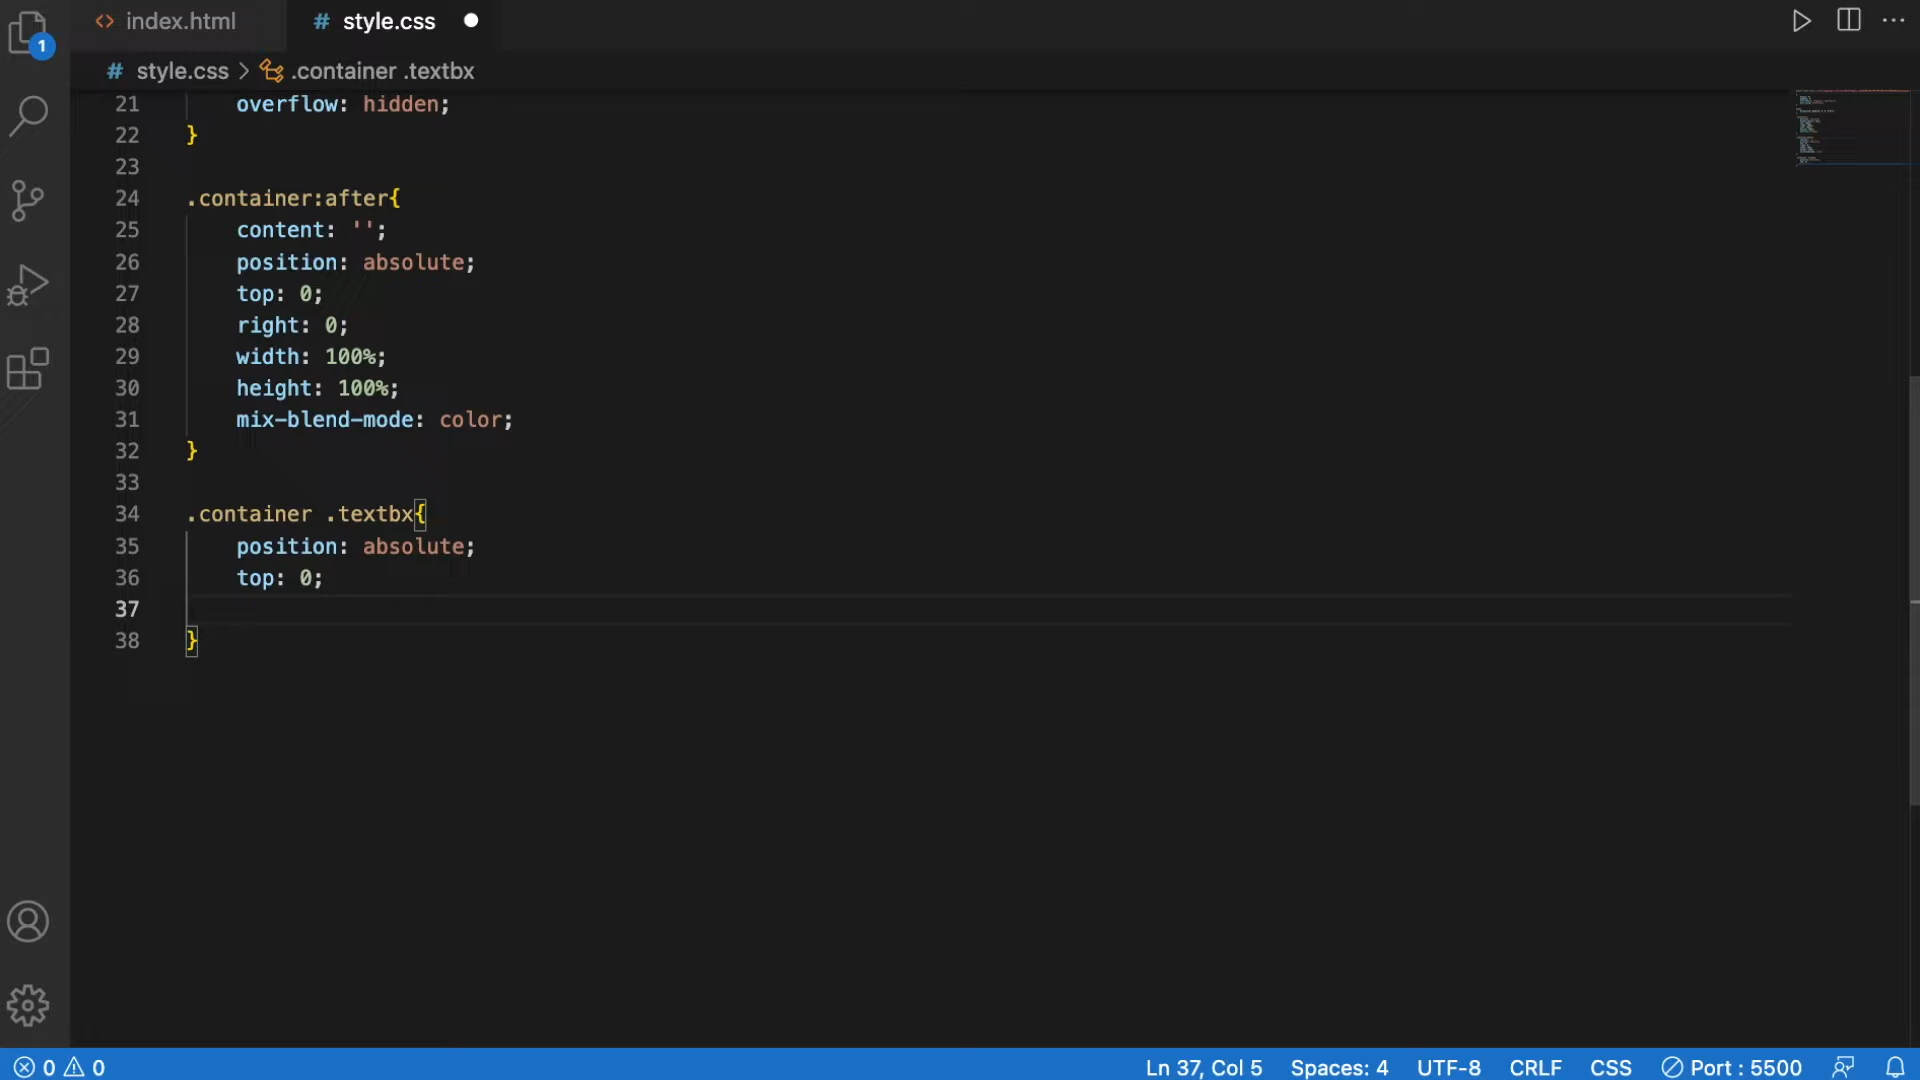 index.html
style.css
1
style.css
.container .textbx
21 overflow: hidden;
22 }
23
24 .container:after{
25 content: '';
26 position: absolute;
27 top: 0;
28 right: 0;
29 width: 100%;
30 height: 100%;
31 mix-blend-mode: color;
32 }
33
34 .container .textbx{
35 position: absolute;
36 top: 0;
37
38 }
0 0 Ln 37, Col 5 Spaces: 4 UTF-8 CRLF CSS Port : 5500